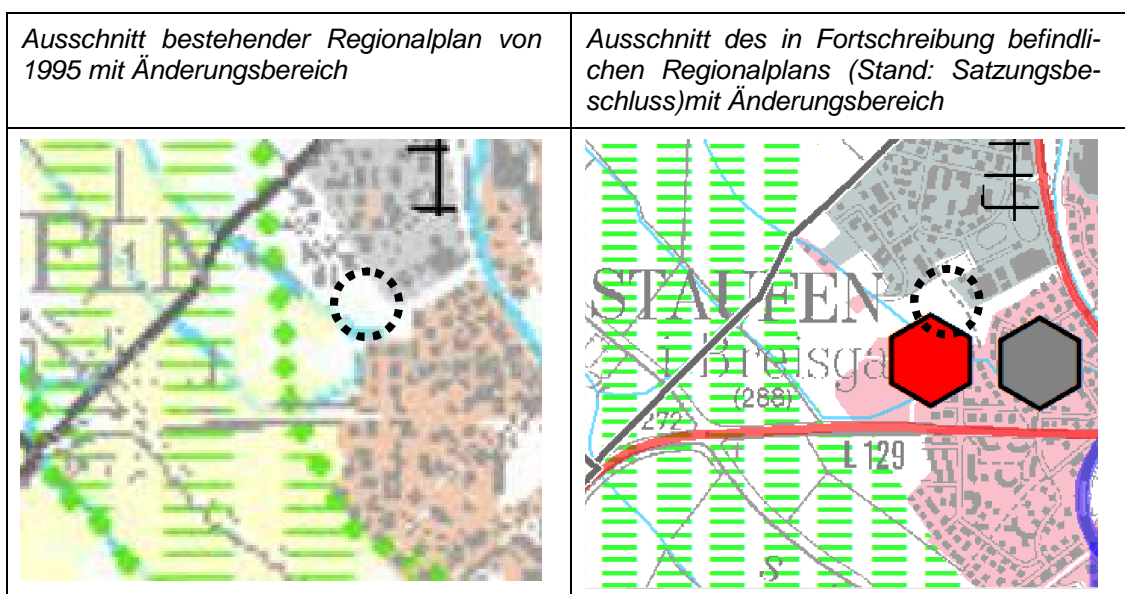 Ausschnitt bestehender Regionalplan von
1995 mit Änderungsbereich
Ausschnitt des in Fortschreibung befindli-
chen Regionalplans (Stand: Satzungsbe-
schluss)mit Änderungsbereich
STAUFEN
i Breisga
(288)
272
L 129
S